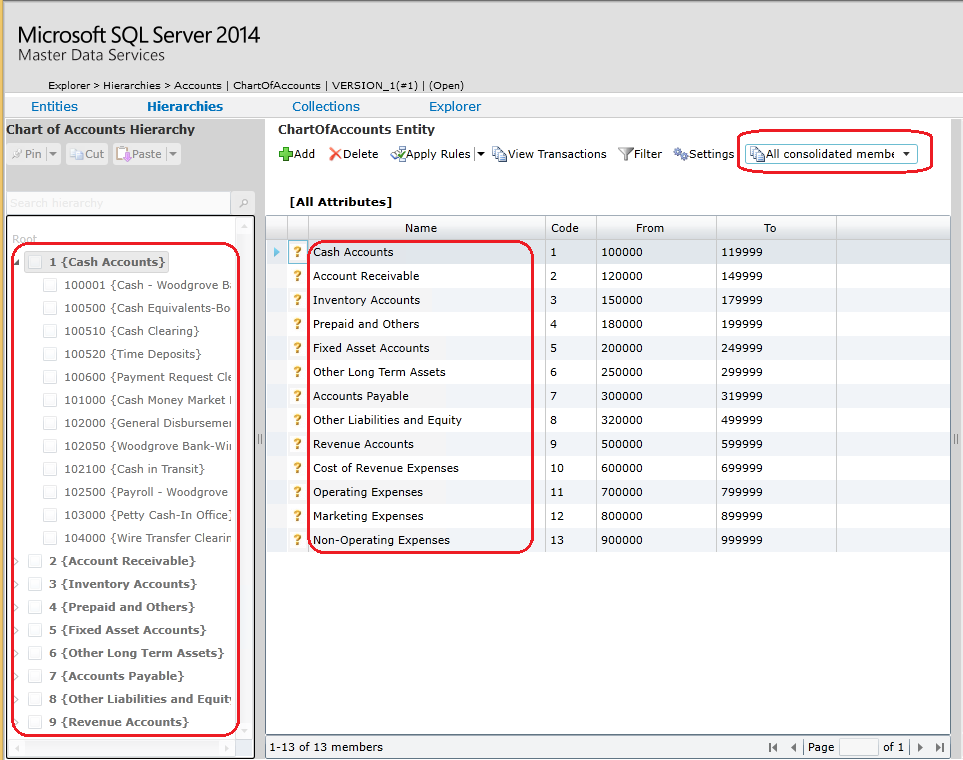 Microsoft SQL Server 2014
Master Data Services
Explorer > Hierarchies > Accounts | ChartOfAccounts | VERSION_1(#1) | (Open)
Entities Hierarchies Collections Explorer
Chart of Accounts Hierarchy
Pin Cut Paste
Search hierarchy
Root
1 {Cash Accounts}
100001 {Cash - Woodgrove Ba
100500 {Cash Equivalents-Bo
100510 {Cash Clearing}
100520 {Time Deposits}
100600 {Payment Request Cle
101000 {Cash Money Market
102000 {General Disbursemen
102050 {Woodgrove Bank-Wir
102100 {Cash in Transit}
102500 {Payroll - Woodgrove
103000 {Petty Cash-In Office}
104000 {Wire Transfer Clearin
2 {Account Receivable}
3 {Inventory Accounts}
4 {Prepaid and Others}
5 {Fixed Asset Accounts}
6 {Other Long Term Assets}
7 {Accounts Payable}
8 {Other Liabilities and Equity
9 {Revenue Accounts}
ChartOfAccounts Entity
Add Delete Apply Rules View Transactions Filter Settings All consolidated membe
[All Attributes]
Name Code From To
? Cash Accounts 1 100000 119999
? Account Receivable 2 120000 149999
? Inventory Accounts 3 150000 179999
? Prepaid and Others 4 180000 199999
? Fixed Asset Accounts 5 200000 249999
? Other Long Term Assets 6 250000 299999
? Accounts Payable 7 300000 319999
? Other Liabilities and Equity 8 320000 499999
? Revenue Accounts 9 500000 599999
? Cost of Revenue Expenses 10 600000 699999
? Operating Expenses 11 700000 799999
? Marketing Expenses 12 800000 899999
? Non-Operating Expenses 13 900000 999999
1-13 of 13 members
Page of 1